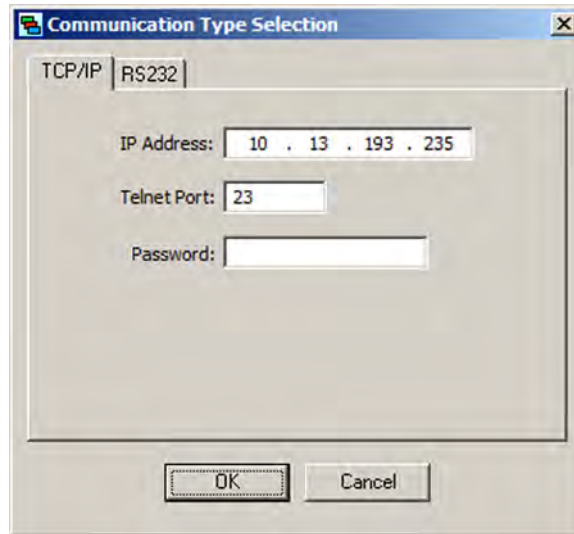 Communication Type Selection
TCP/IP RS232
IP Address: 10 . 13 . 193 . 235
Telnet Port: 23
Password:
OK Cancel